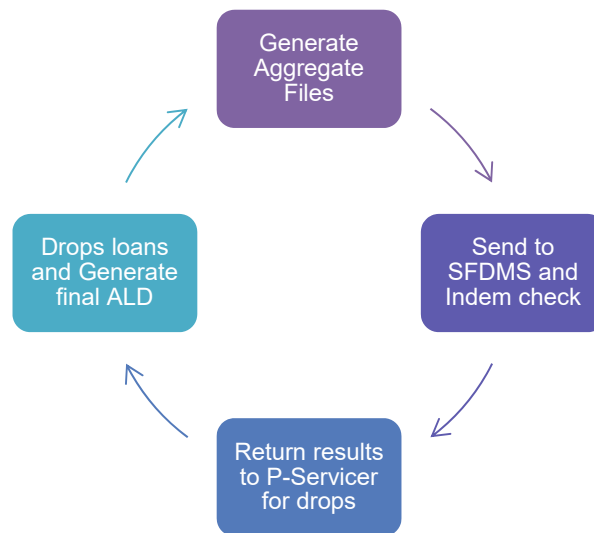 Generate
Aggregate
Files
Send to
SFDMS and
Indem check
Return results
to P-Servicer
for drops
Drops loans
and Generate
final ALD